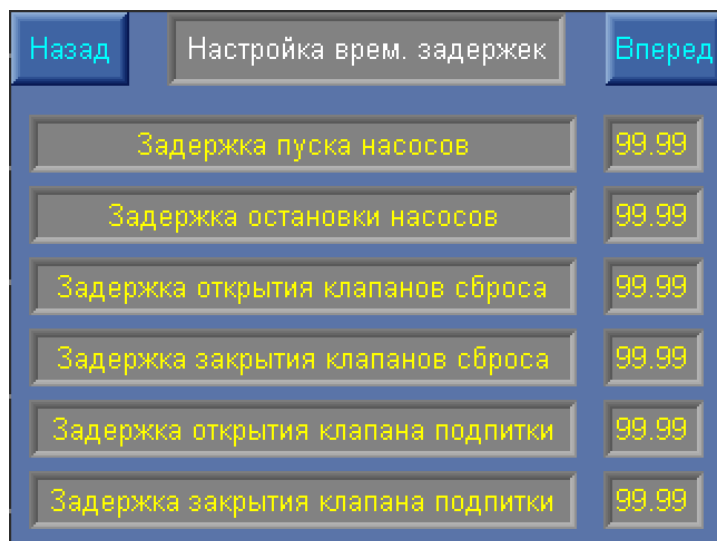 Назад
Настройка врем. задержек
Вперед
Задержка пуска насосов 99.99
Задержка остановки насосов 99.99
Задержка открытия клапанов сброса 99.99
Задержка закрытия клапанов сброса 99.99
Задержка открытия клапана подпитки 99.99
Задержка закрытия клапана подпитки 99.99